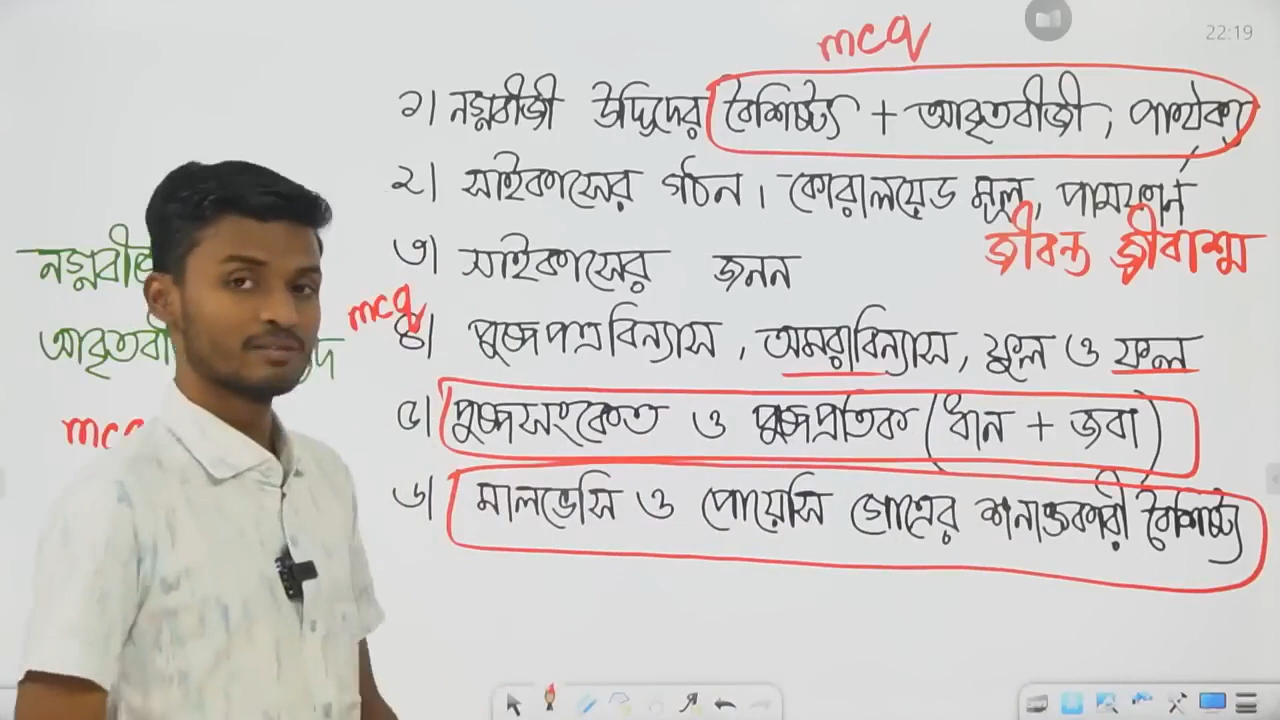 mcq
22:19
১। নগ্নবীজী উদ্ভিদের বৈশিষ্ট্য + আবৃতবীজী, পার্থক্য
২। সাইকাসের গঠন। কোরালয়েড মূল, পামফার্ন
জীবন্ত জীবাশ্ম
৩। সাইকাসের জনন
mcq
৪। পুষ্পপত্রবিন্যাস, অমরাবিন্যাস, ফুল ও ফল
৫। পুষ্পসংকেত ও পুষ্পপ্রতিক (ধান + জবা)
৬। মালভেসি ও পোয়েসি গোত্রের শনাক্তকারী বৈশিষ্ট্য
নগ্নবী
আবৃতবী